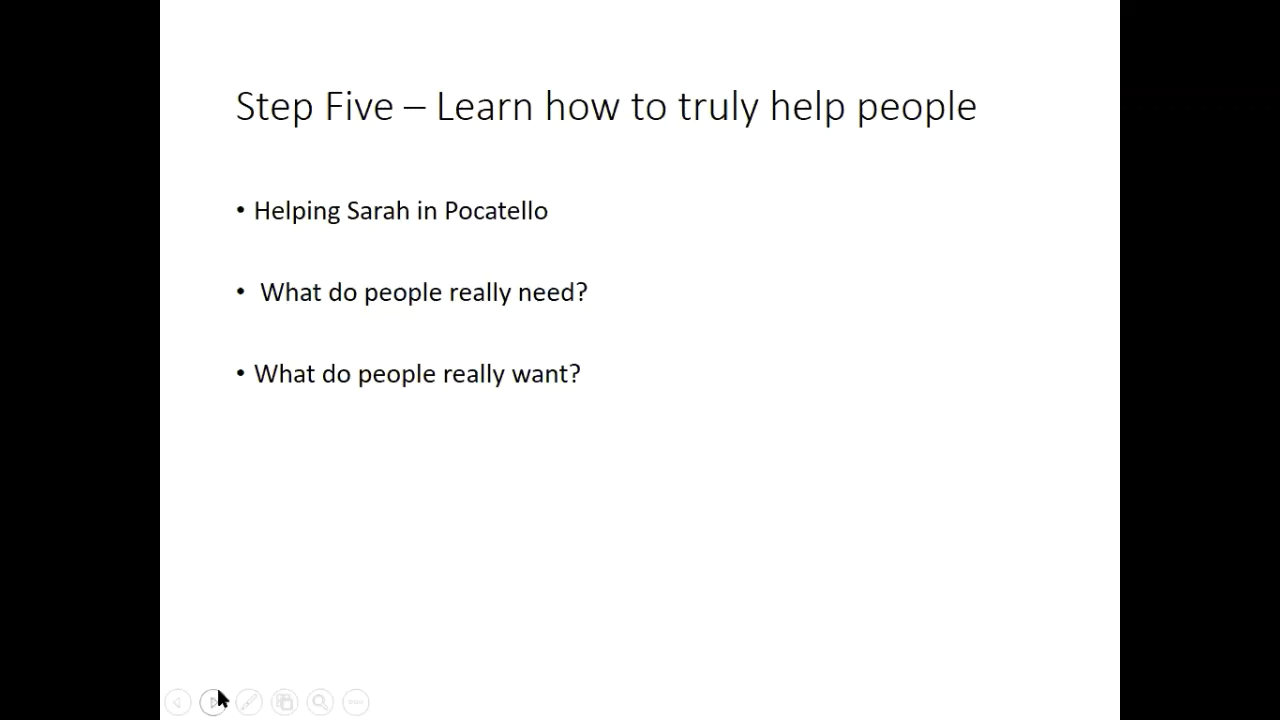 Step Five – Learn how to truly help people
• Helping Sarah in Pocatello
• What do people really need?
• What do people really want?